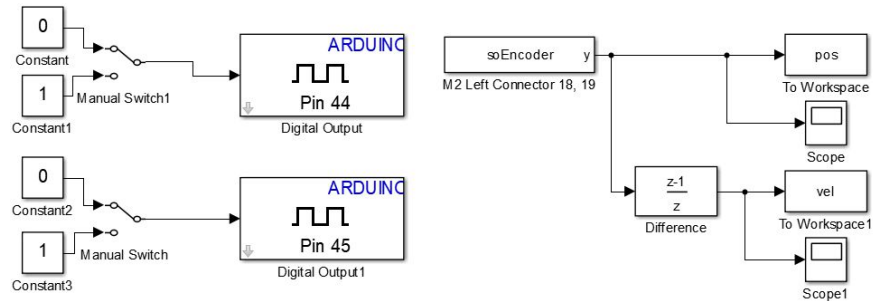 0
Constant
1
Constant1
Manual Switch1
ARDUINO
Pin 44
Digital Output
0
Constant2
1
Constant3
Manual Switch
ARDUINO
Pin 45
Digital Output1
soEncoder y
M2 Left Connector 18, 19
pos
To Workspace
Scope
z-1
z
Difference
vel
To Workspace1
Scope1